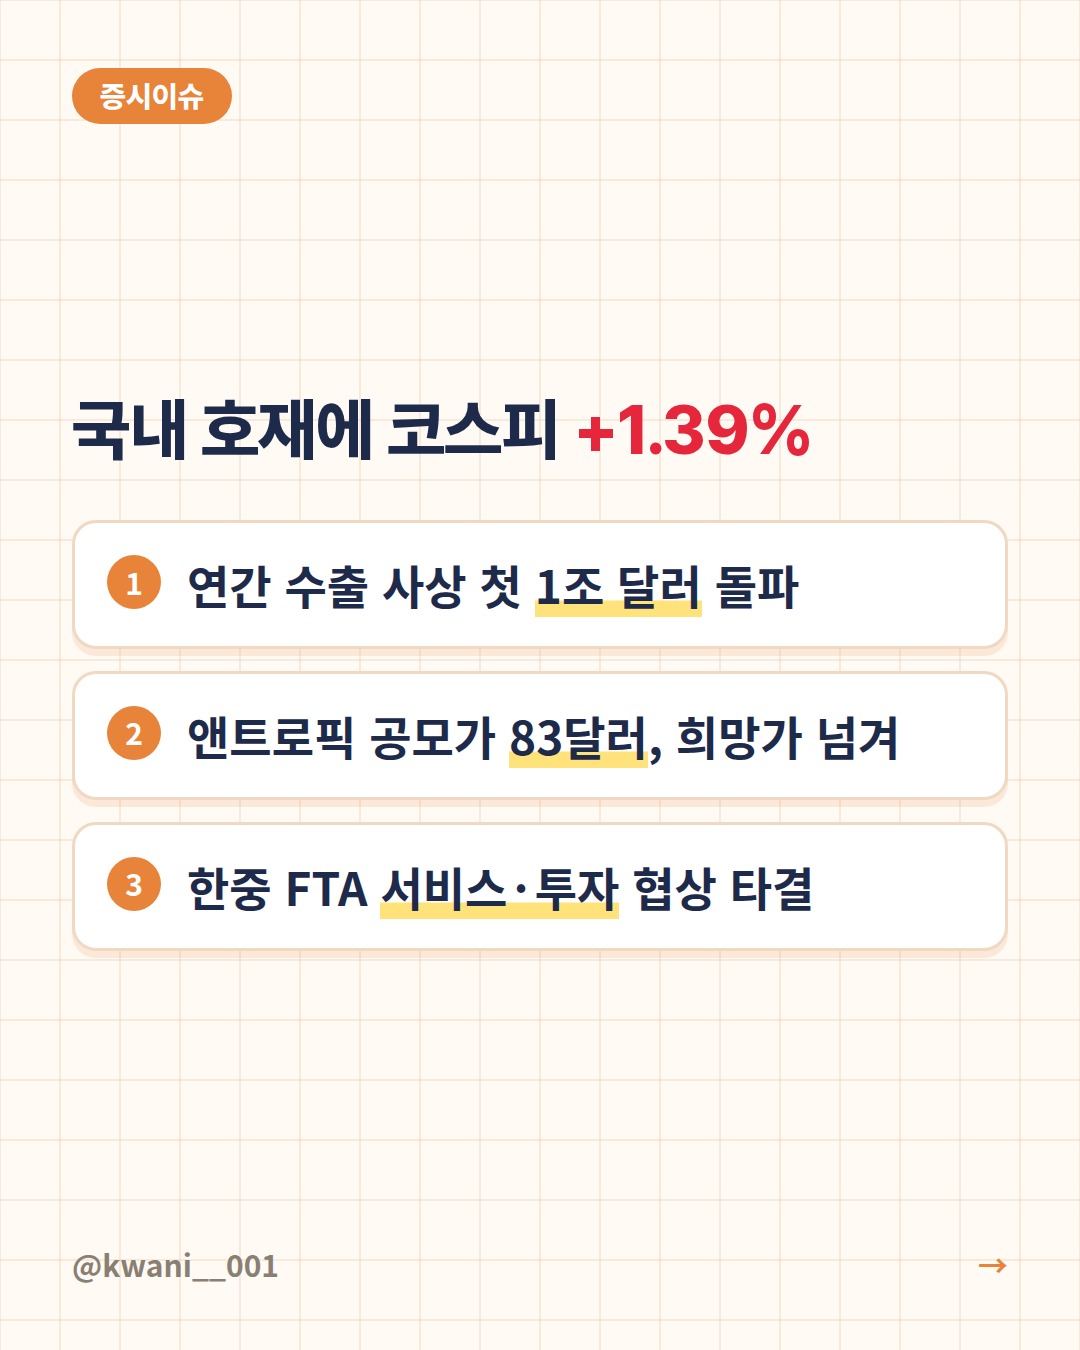 증시이슈
국내 호재에 코스피 +1.39%
1 연간 수출 사상 첫 1조 달러 돌파
2 앤트로픽 공모가 83달러, 희망가 넘겨
3 한중 FTA 서비스·투자 협상 타결
@kwani__001 →